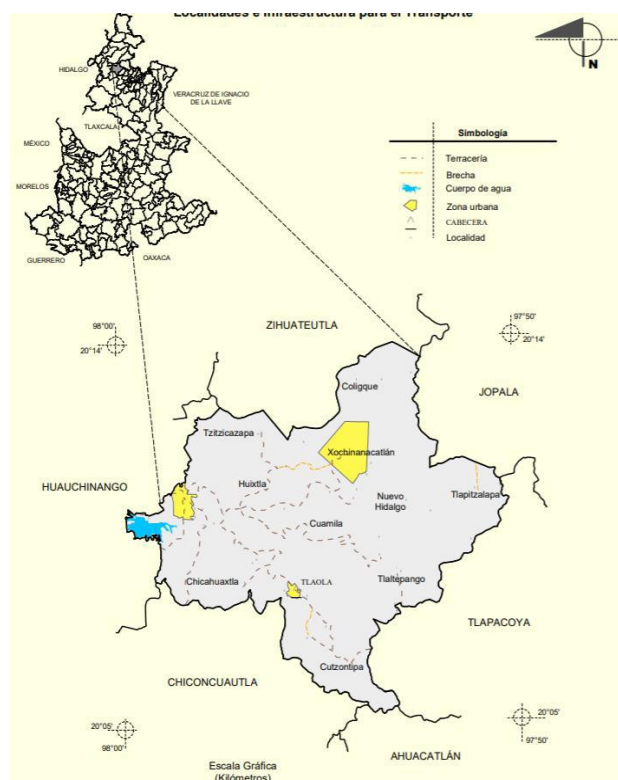 Localidades e Infraestructura para el Transporte
N
HIDALGO
VERACRUZ DE IGNACIO
DE LA LLAVE
TLAXCALA
MÉXICO
MORELOS
GUERRERO
OAXACA
Simbología
Terracería
Brecha
Cuerpo de agua
Zona urbana
CABECERA
Localidad
98°00'
20°14'
ZIHUATEUTLA
97°50'
20°14'
JOPALA
Coligque
Tzitzicazapa
Xochinanacatlán
HUAUCHINANGO
Huixtla
Nuevo
Hidalgo
Tlapitzalapa
Cuamila
Chicahuaxtla
TLAOLA
Tlaltepango
TLAPACOYA
Cutzontipa
CHICONCUAUTLA
20°05'
98°00'
20°05'
97°50'
AHUACATLÁN
Escala Gráfica
(Kilómetros)